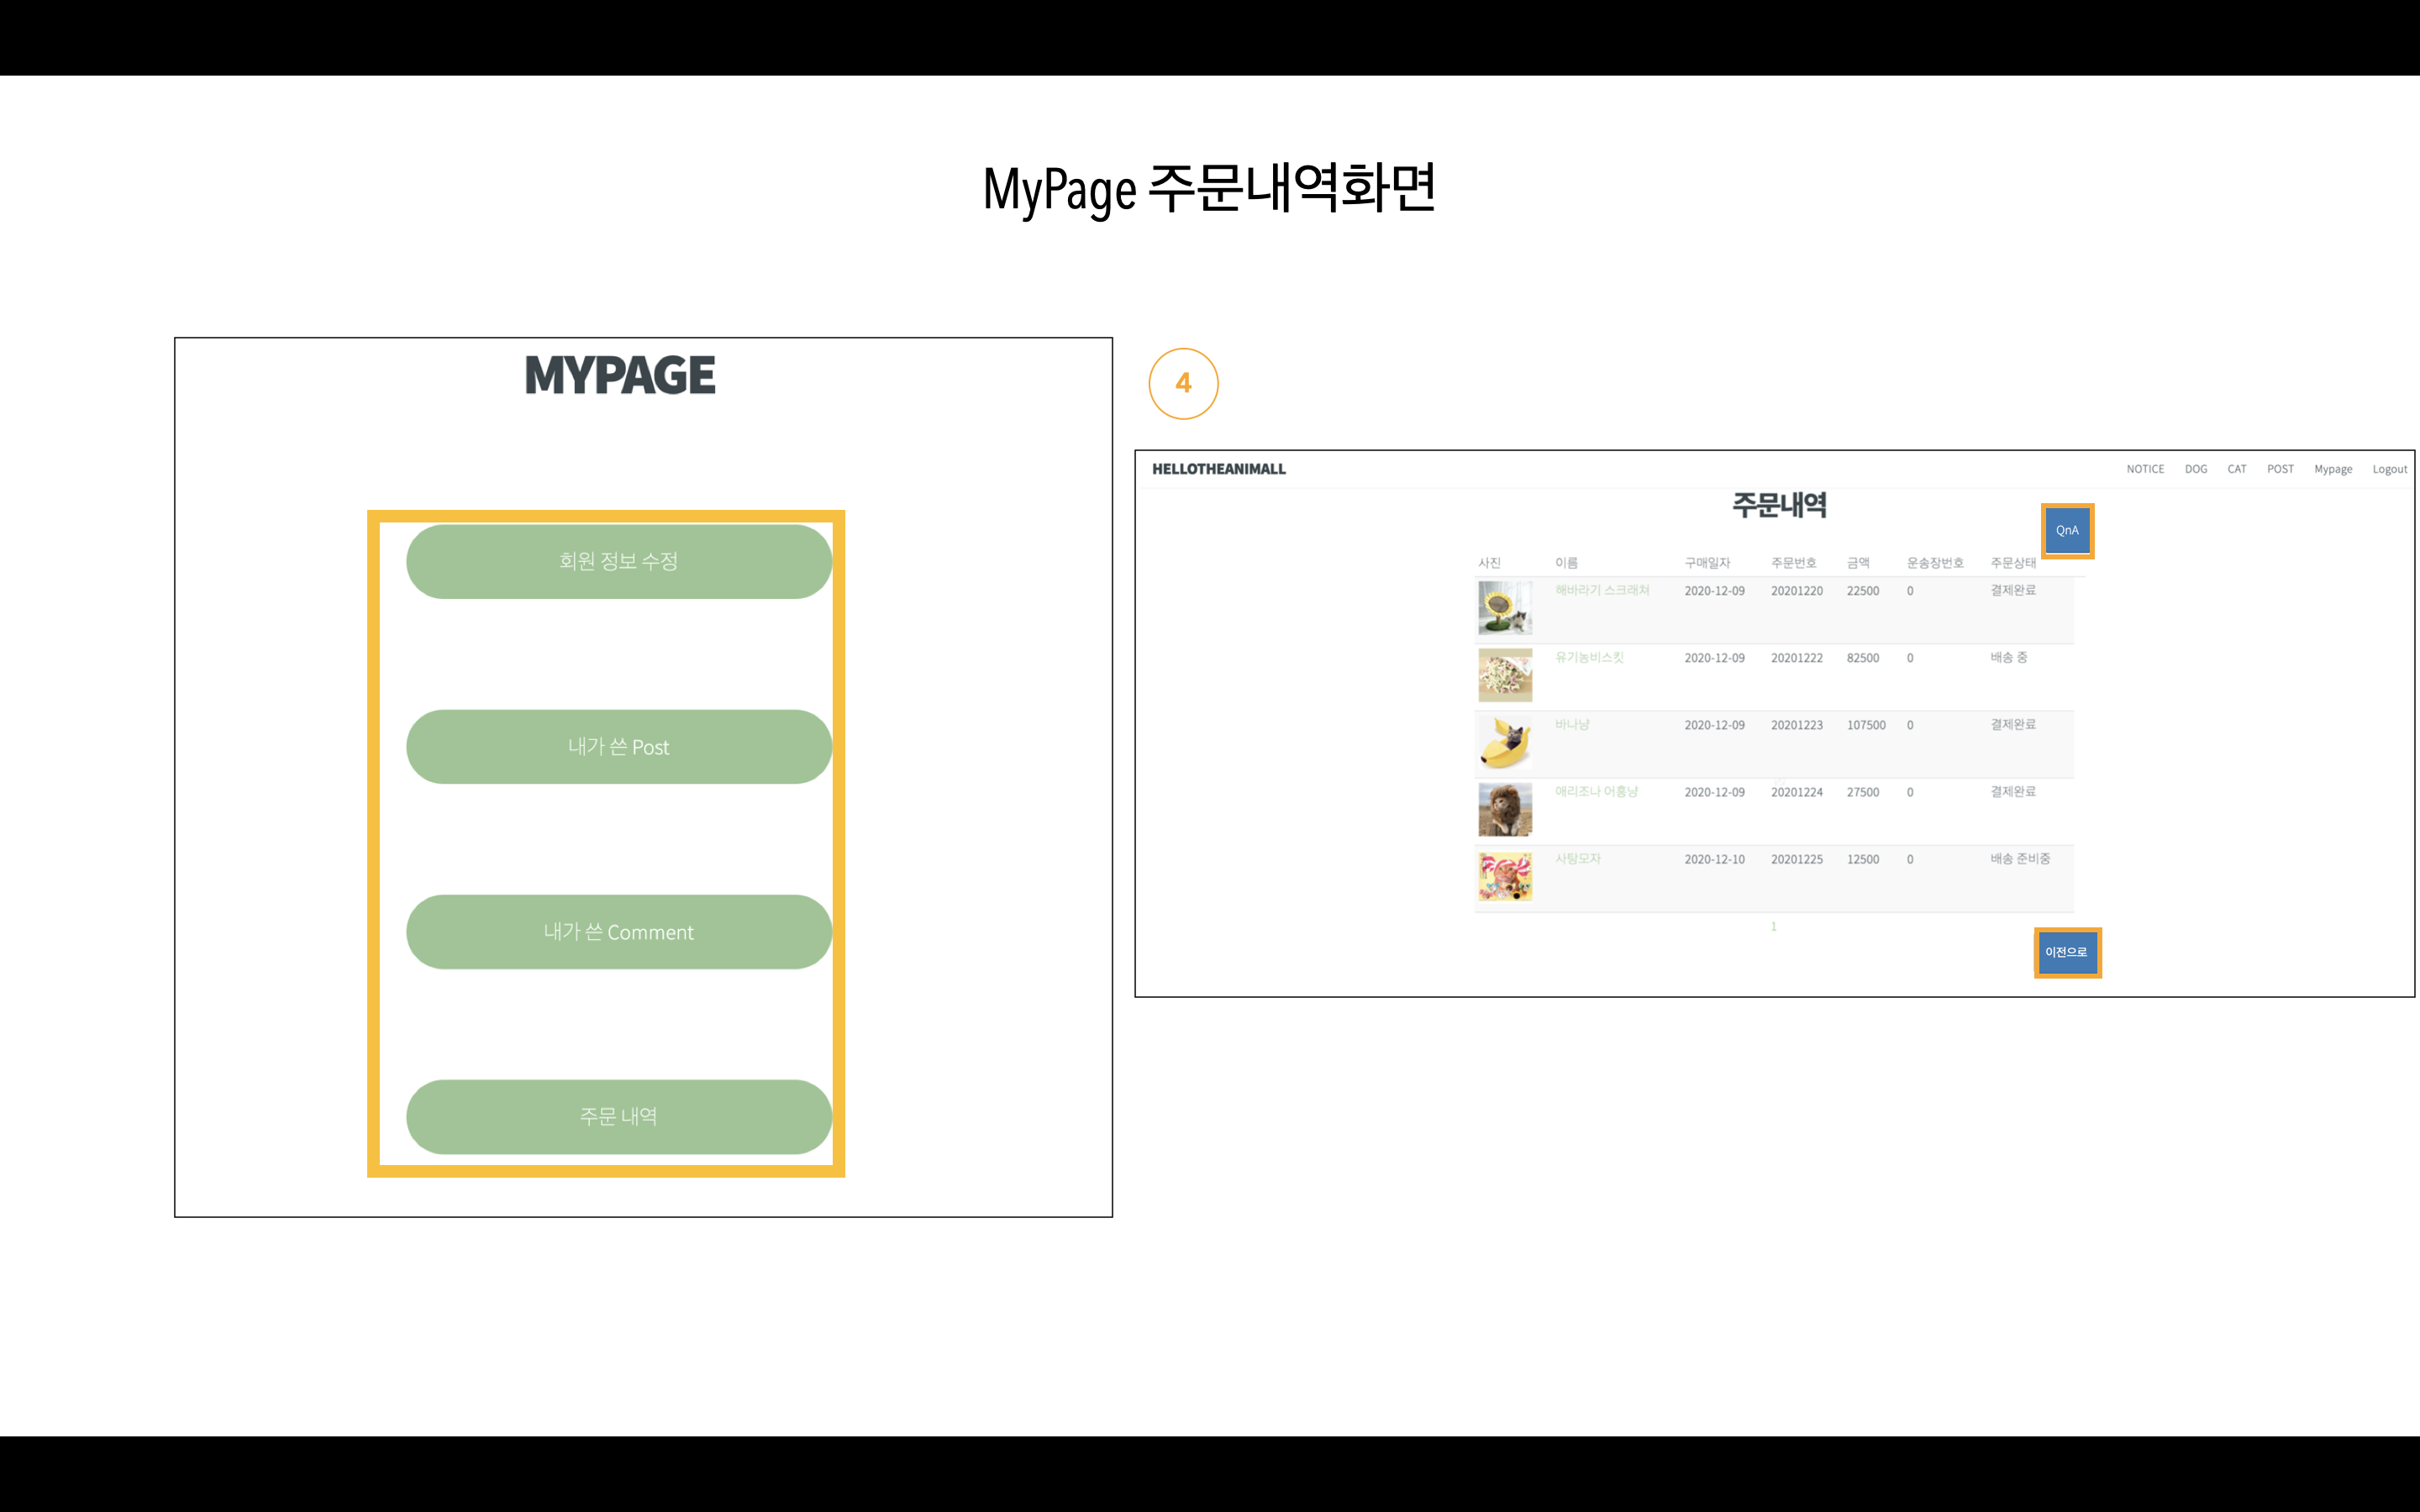 MyPage 주문내역화면
MYPAGE
회원 정보 수정
내가 쓴 Post
내가 쓴 Comment
주문 내역
4
HELLOTHEANIMALL NOTICE DOG CAT POST Mypage Logout
주문내역
QnA
사진 이름 구매일자 주문번호 금액 운송장번호 주문상태
해바라기 스크래쳐 2020-12-09 20201220 22500 0 결제완료
유기농비스킷 2020-12-09 20201222 82500 0 배송 중
바나냥 2020-12-09 20201223 107500 0 결제완료
애리조나 어흥냥 2020-12-09 20201224 27500 0 결제완료
사탕모자 2020-12-10 20201225 12500 0 배송 준비중
1
이전으로